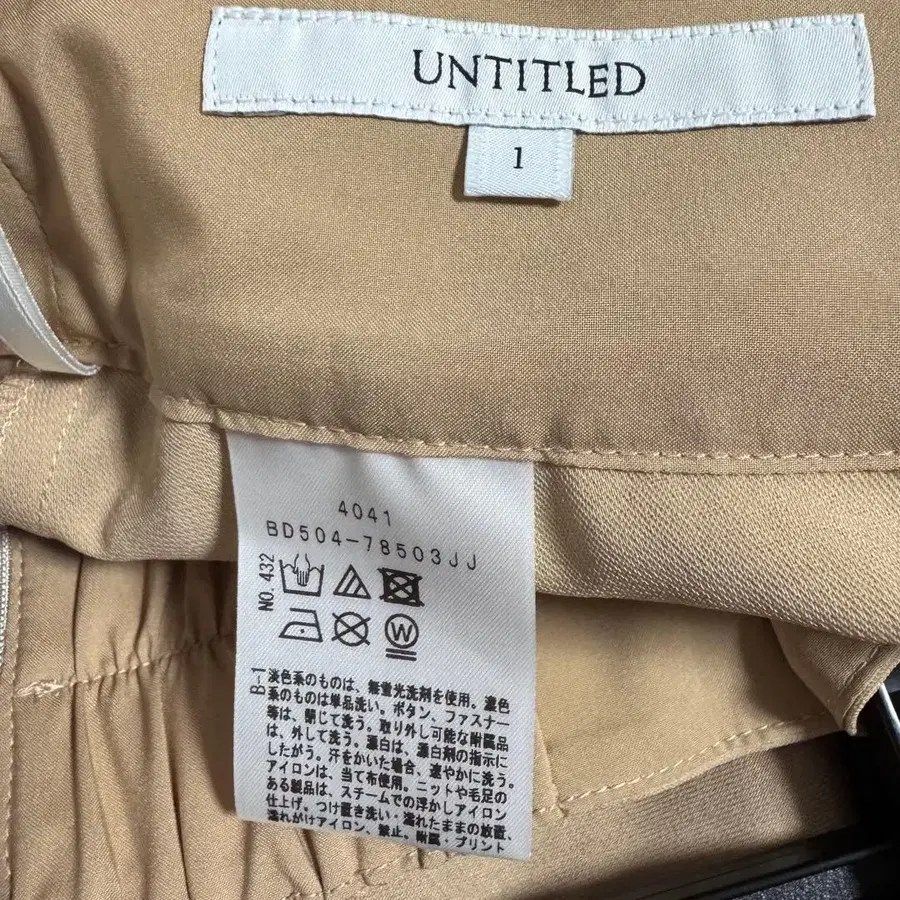 UNTITLED
1
4041
BD504-78503JJ
NO.432
W
B-1
淡色系のものは、無蛍光洗剤を使用。濃色
系のものは単品洗い。ボタン、ファスナー
等は、閉じて洗う。取り外し可能な附属品
は、外して洗う。漂白は、漂白剤の指示に
したがう。汗をかいた場合、速やかに洗う。
アイロンは、当て布使用。ニットや毛足の
ある製品は、スチームでの浮かしアイロン
仕上げ。つけ置き洗い・濡れたままの放置、
濡れがけアイロン、禁止。附属・プリント